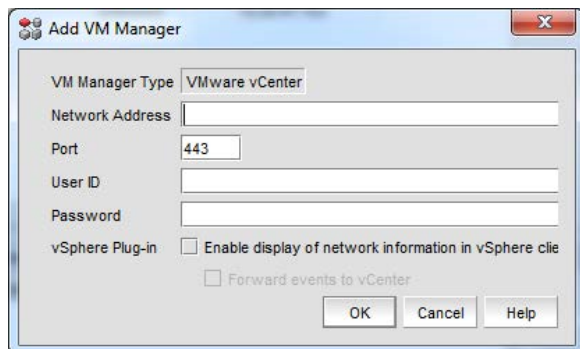 Add VM Manager
VM Manager Type VMware vCenter
Network Address
Port 443
User ID
Password
vSphere Plug-in Enable display of network information in vSphere clie
Forward events to vCenter
OK Cancel Help